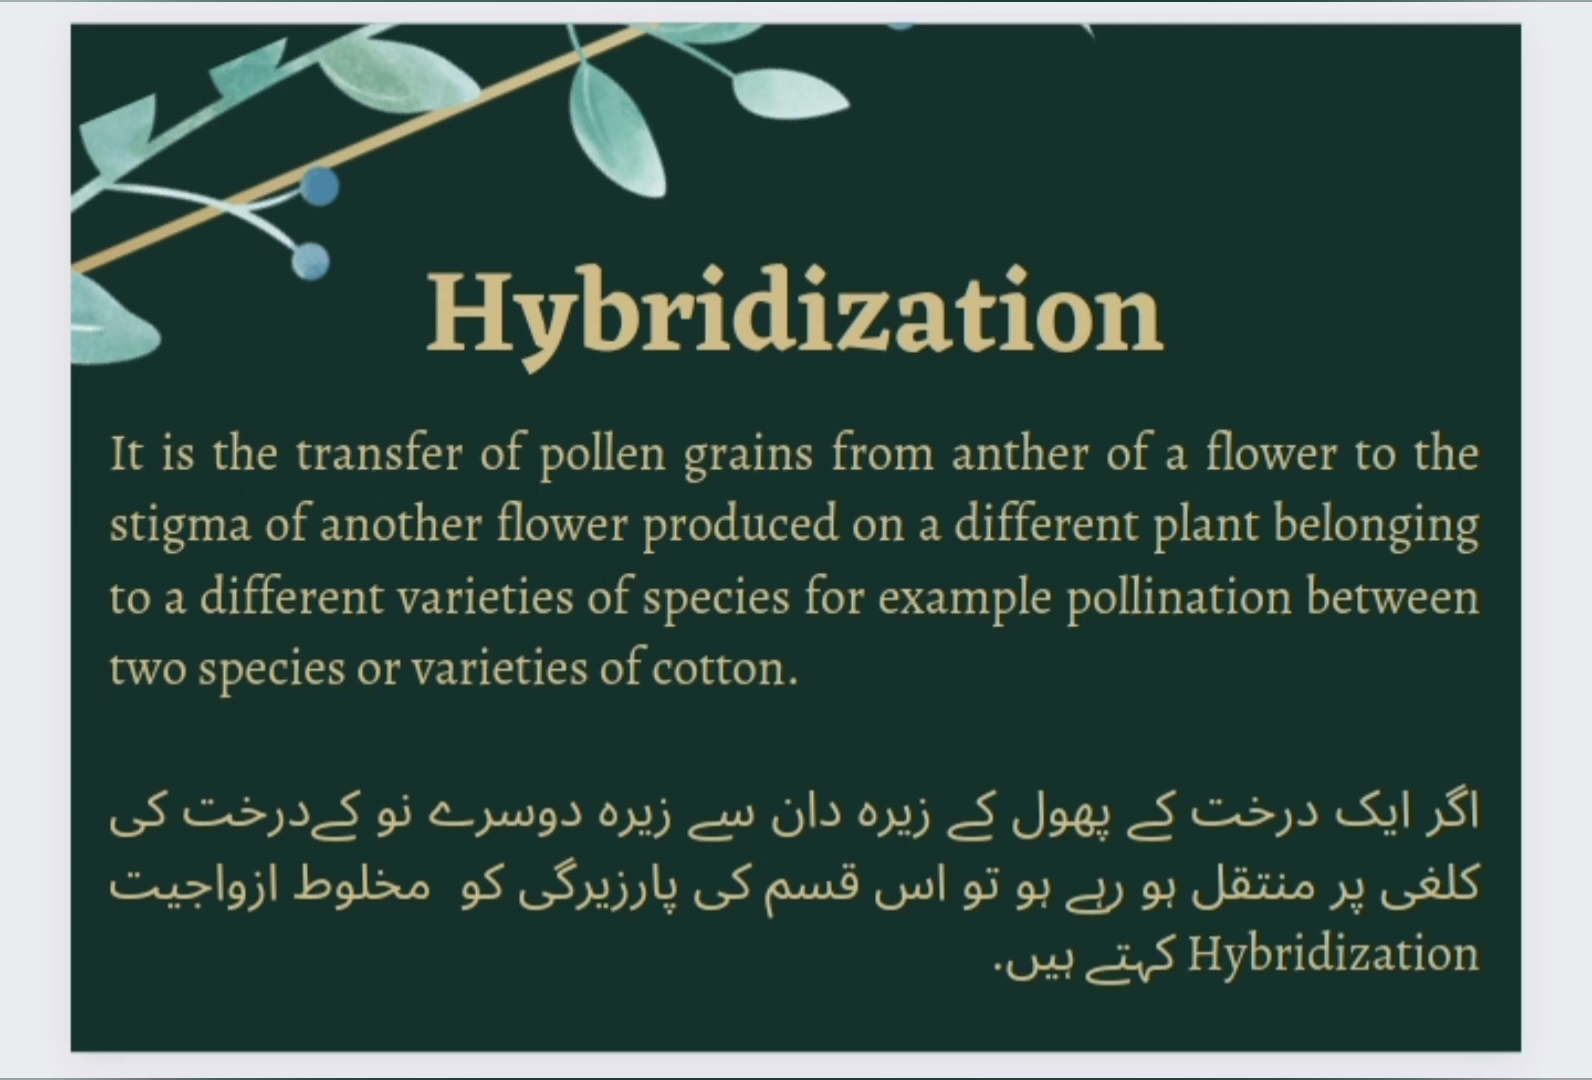 Hybridization
It is the transfer of pollen grains from anther of a flower to the
stigma of another flower produced on a different plant belonging
to a different varieties of species for example pollination between
two species or varieties of cotton.
اگر ایک درخت کے پھول کے زیرہ دان سے زیرہ دوسرے نو کےدرخت کی
کلغی پر منتقل ہو رہے ہو تو اس قسم کی پارزیرگی کو مخلوط ازواجیت
Hybridization کہتے ہیں.